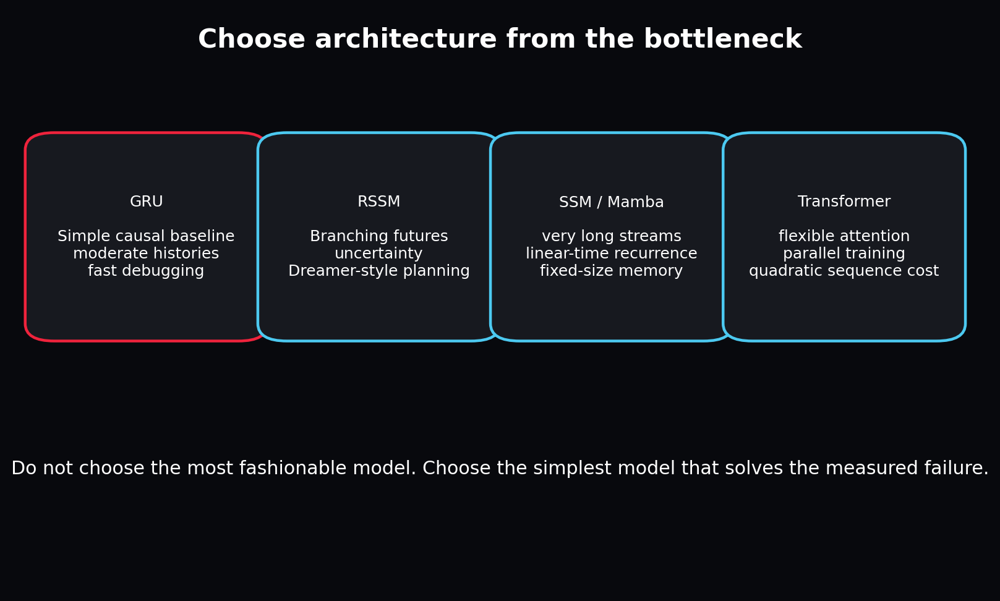 Choose architecture from the bottleneck
GRU
Simple causal baseline
moderate histories
fast debugging
RSSM
Branching futures
uncertainty
Dreamer-style planning
SSM / Mamba
very long streams
linear-time recurrence
fixed-size memory
Transformer
flexible attention
parallel training
quadratic sequence cost
Do not choose the most fashionable model. Choose the simplest model that solves the measured failure.